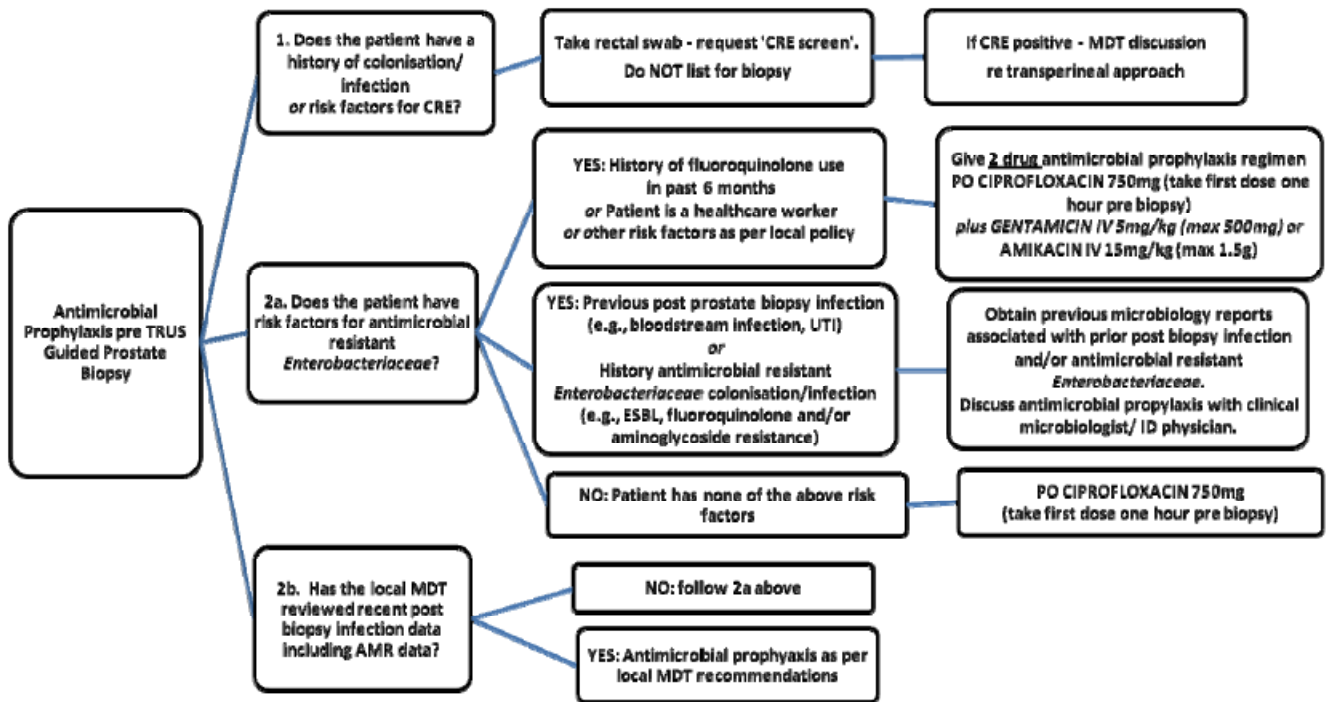 Antimicrobial
Prophylaxis pre TRUS
Guided Prostate
Biopsy
1. Does the patient have a
history of colonisation/
infection
or risk factors for CRE?
Take rectal swab - request 'CRE screen'.
Do NOT list for biopsy
If CRE positive - MDT discussion
re transperineal approach
2a. Does the patient have
risk factors for antimicrobial
resistant
Enterobacteriaceae?
YES: History of fluoroquinolone use
in past 6 months
or Patient is a healthcare worker
or other risk factors as per local policy
Give 2 drug antimicrobial prophylaxis regimen
PO CIPROFLOXACIN 750mg (take first dose one
hour pre biopsy)
plus GENTAMICIN IV 5mg/kg (max 500mg) or
AMIKACIN IV 15mg/kg (max 1.5g)
YES: Previous post prostate biopsy infection
(e.g., bloodstream infection, UTI)
or
History antimicrobial resistant
Enterobacteriaceae colonisation/infection
(e.g., ESBL, fluoroquinolone and/or
aminoglycoside resistance)
Obtain previous microbiology reports
associated with prior post biopsy infection
and/or antimicrobial resistant
Enterobacteriaceae.
Discuss antimicrobial propylaxis with clinical
microbiologist/ ID physician.
NO: Patient has none of the above risk
factors
PO CIPROFLOXACIN 750mg
(take first dose one hour pre biopsy)
2b. Has the local MDT
reviewed recent post
biopsy infection data
including AMR data?
NO: follow 2a above
YES: Antimicrobial prophyaxis as per
local MDT recommendations